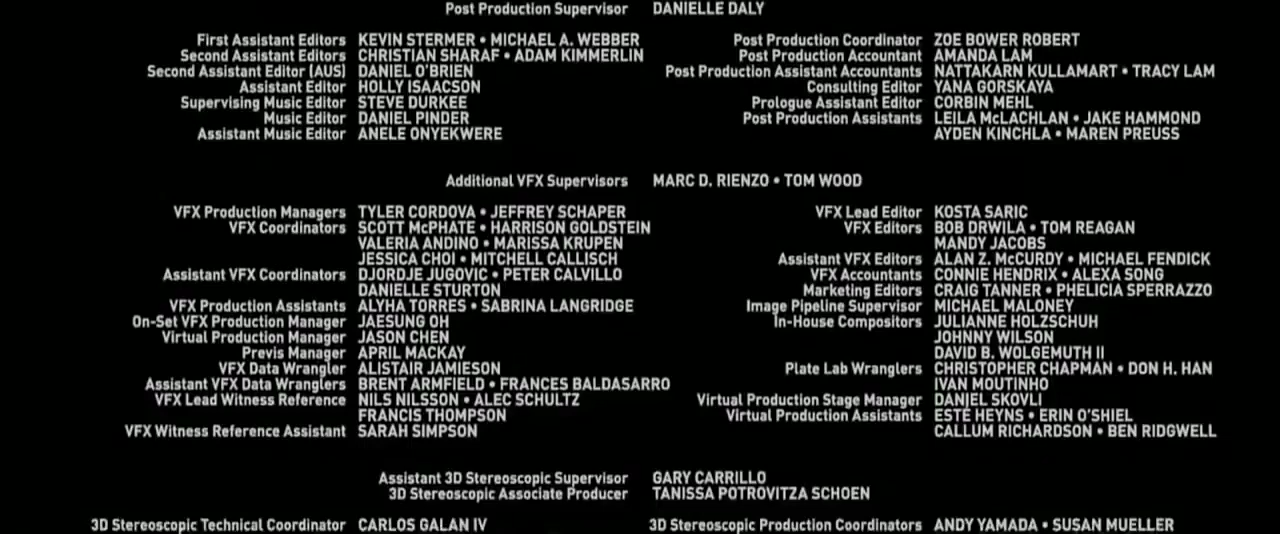 Post Production Supervisor DANIELLE DALY
First Assistant Editors KEVIN STERMER • MICHAEL A. WEBBER
Second Assistant Editors CHRISTIAN SHARAF • ADAM KIMMERLIN
Second Assistant Editor (AUS) DANIEL O'BRIEN
Assistant Editor HOLLY ISAACSON
Supervising Music Editor STEVE DURKEE
Music Editor DANIEL PINDER
Assistant Music Editor ANELE ONYEKWERE
Post Production Coordinator ZOE BOWER ROBERT
Post Production Accountant AMANDA LAM
Post Production Assistant Accountants NATTAKARN KULLAMART • TRACY LAM
Consulting Editor YANA GORSKAYA
Prologue Assistant Editor CORBIN MEHL
Post Production Assistants LEILA McLACHLAN • JAKE HAMMOND
AYDEN KINCHLA • MAREN PREUSS
Additional VFX Supervisors MARC D. RIENZO • TOM WOOD
VFX Production Managers TYLER CORDOVA • JEFFREY SCHAPER
VFX Coordinators SCOTT McPHATE • HARRISON GOLDSTEIN
VALERIA ANDINO • MARISSA KRUPEN
JESSICA CHOI • MITCHELL CALLISCH
Assistant VFX Coordinators DJORDJE JUGOVIC • PETER CALVILLO
DANIELLE STURTON
VFX Production Assistants ALYHA TORRES • SABRINA LANGRIDGE
On-Set VFX Production Manager JAESUNG OH
Virtual Production Manager JASON CHEN
Previs Manager APRIL MACKAY
VFX Data Wrangler ALISTAIR JAMIESON
Assistant VFX Data Wranglers BRENT ARMFIELD • FRANCES BALDASARRO
VFX Lead Witness Reference NILS NILSSON • ALEC SCHULTZ
FRANCIS THOMPSON
VFX Witness Reference Assistant SARAH SIMPSON
VFX Lead Editor KOSTA SARIC
VFX Editors BOB DRWILA • TOM REAGAN
MANDY JACOBS
Assistant VFX Editors ALAN Z. McCURDY • MICHAEL FENDICK
VFX Accountants CONNIE HENDRIX • ALEXA SONG
Marketing Editors CRAIG TANNER • PHELICIA SPERRAZZO
Image Pipeline Supervisor MICHAEL MALONEY
In-House Compositors JULIANNE HOLZSCHUH
JOHNNY WILSON
DAVID B. WOLGEMUTH II
Plate Lab Wranglers CHRISTOPHER CHAPMAN • DON H. HAN
IVAN MOUTINHO
Virtual Production Stage Manager DANIEL SKOVLI
Virtual Production Assistants ESTÉ HEYNS • ERIN O'SHIEL
CALLUM RICHARDSON • BEN RIDGWELL
Assistant 3D Stereoscopic Supervisor GARY CARRILLO
3D Stereoscopic Associate Producer TANISSA POTROVITZA SCHOEN
3D Stereoscopic Technical Coordinator CARLOS GALAN IV
3D Stereoscopic Production Coordinators ANDY YAMADA • SUSAN MUELLER